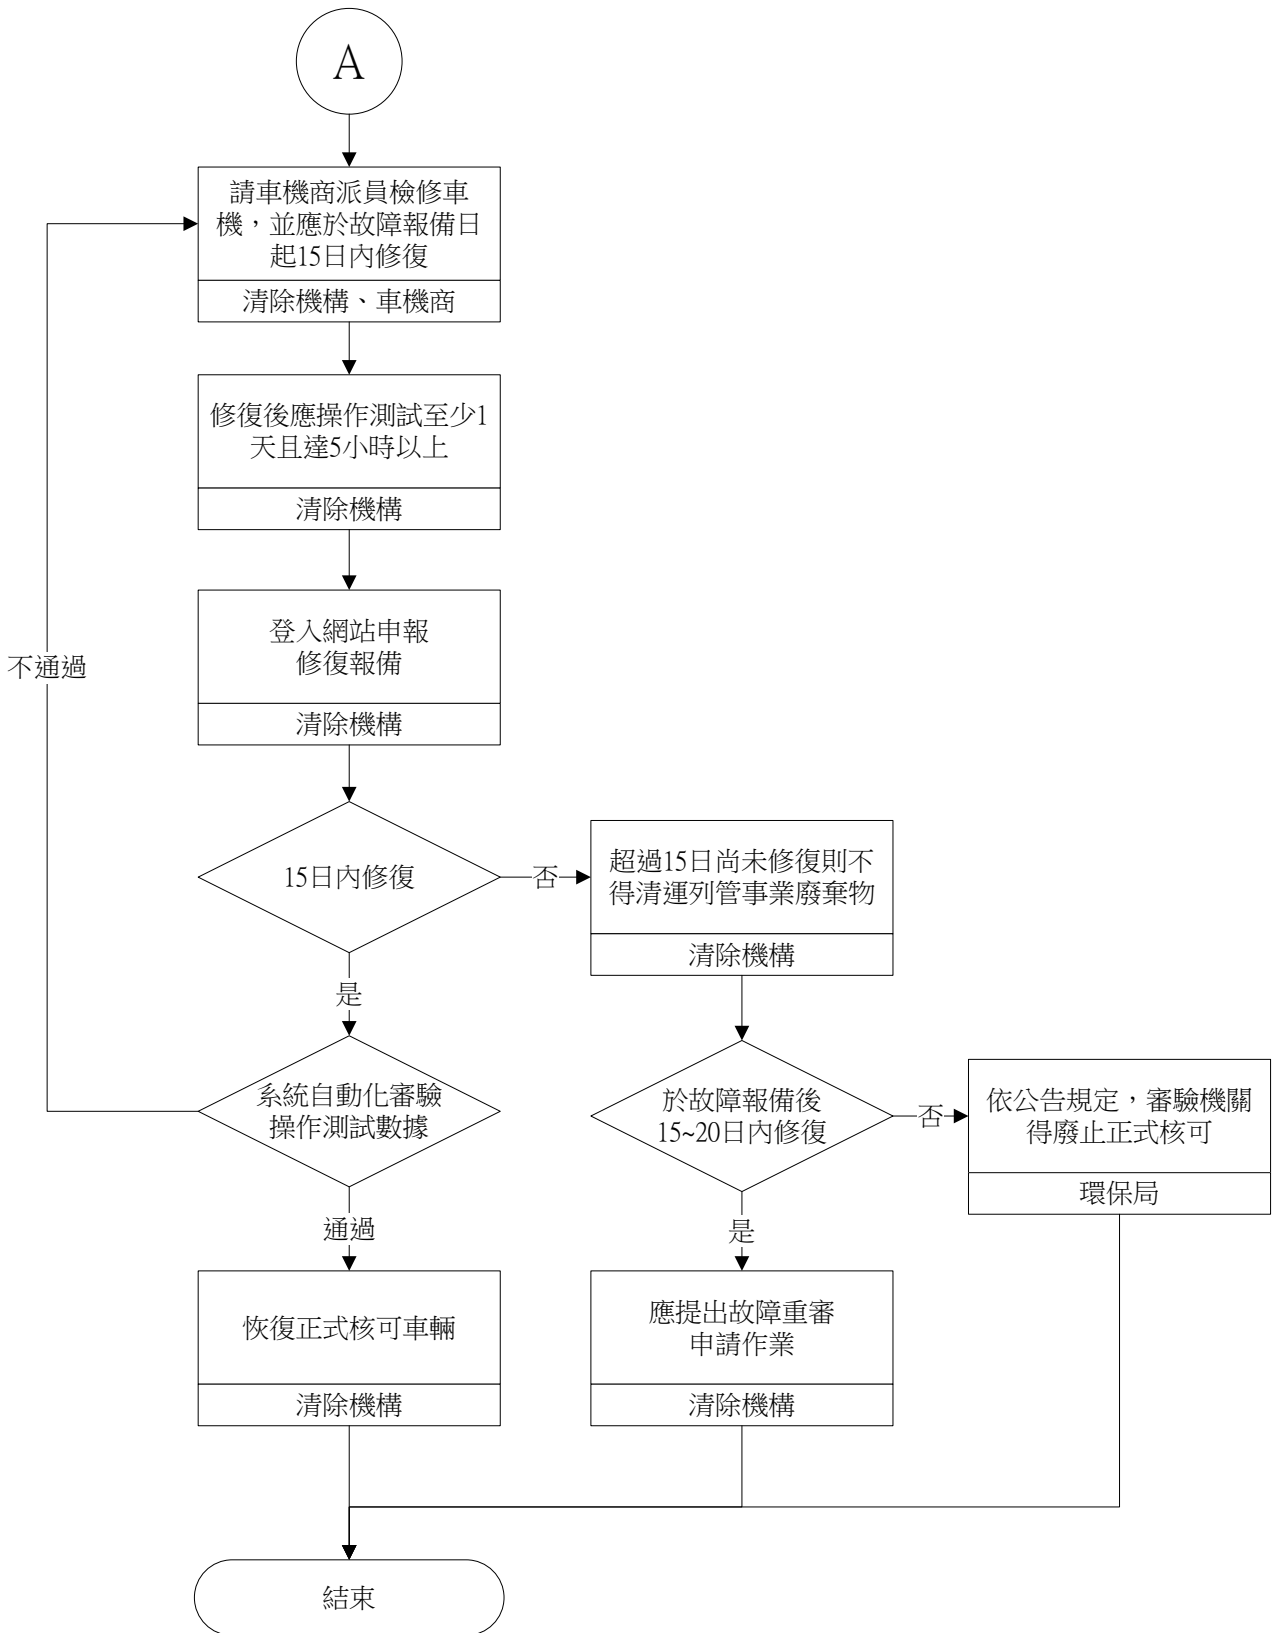 A
請車機商派員檢修車
機，並應於故障報備日
起15日內修復
清除機構、車機商
修復後應操作測試至少1
天且達5小時以上
清除機構
登入網站申報
修復報備
清除機構
不通過
15日內修復
否
超過15日尚未修復則不
得清運列管事業廢棄物
清除機構
是
系統自動化審驗
操作測試數據
於故障報備後
15~20日內修復
否
依公告規定，審驗機關
得廢止正式核可
環保局
通過
是
恢復正式核可車輛
清除機構
應提出故障重審
申請作業
清除機構
結束